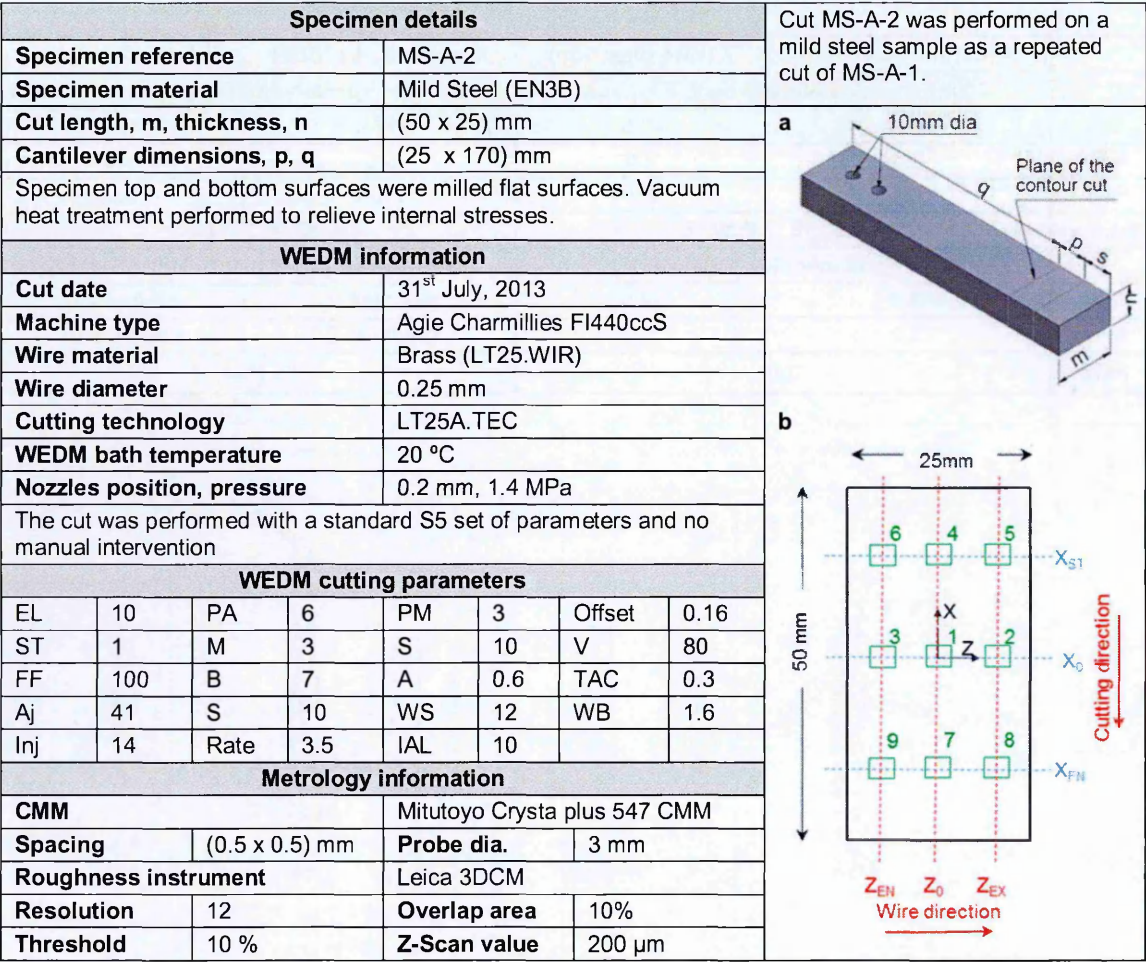 Specimen details
Specimen reference MS-A-2
Specimen material Mild Steel (EN3B)
Cut length, m, thickness, n (50 x 25) mm
Cantilever dimensions, p, q (25 x 170) mm
Specimen top and bottom surfaces were milled flat surfaces. Vacuum
heat treatment performed to relieve internal stresses.
WEDM information
Cut date 31st July, 2013
Machine type Agie Charmillies FI440ccS
Wire material Brass (LT25.WIR)
Wire diameter 0.25 mm
Cutting technology LT25A.TEC
WEDM bath temperature 20 ºC
Nozzles position, pressure 0.2 mm, 1.4 MPa
The cut was performed with a standard S5 set of parameters and no
manual intervention
WEDM cutting parameters
EL 10 PA 6 PM 3 Offset 0.16
ST 1 M 3 S 10 V 80
FF 100 B 7 A 0.6 TAC 0.3
Aj 41 S 10 WS 12 WB 1.6
Inj 14 Rate 3.5 IAL 10
Metrology information
CMM Mitutoyo Crysta plus 547 CMM
Spacing (0.5 x 0.5) mm Probe dia. 3 mm
Roughness instrument Leica 3DCM
Resolution 12 Overlap area 10%
Threshold 10 % Z-Scan value 200 µm
Cut MS-A-2 was performed on a
mild steel sample as a repeated
cut of MS-A-1.
a
10mm dia
Plane of the
contour cut
q
p
s
n
m
b
25mm
50 mm
6 4 5
XST
X
3 1 Z 2
X0
9 7 8
XFN
Cutting direction
ZEN Z0 ZEX
Wire direction